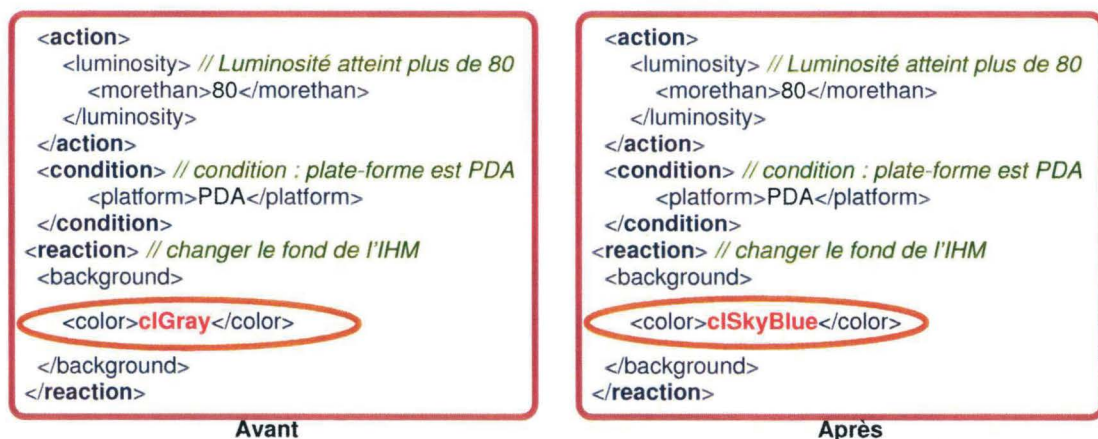 <action>
<luminosity> // Luminosité atteint plus de 80
<morethan>80</morethan>
</luminosity>
</action>
<condition> // condition : plate-forme est PDA
<platform>PDA</platform>
</condition>
<reaction> // changer le fond de l'IHM
<background>
<color>clGray</color>
</background>
</reaction>
Avant
<action>
<luminosity> // Luminosité atteint plus de 80
<morethan>80</morethan>
</luminosity>
</action>
<condition> // condition : plate-forme est PDA
<platform>PDA</platform>
</condition>
<reaction> // changer le fond de l'IHM
<background>
<color>clSkyBlue</color>
</background>
</reaction>
Après